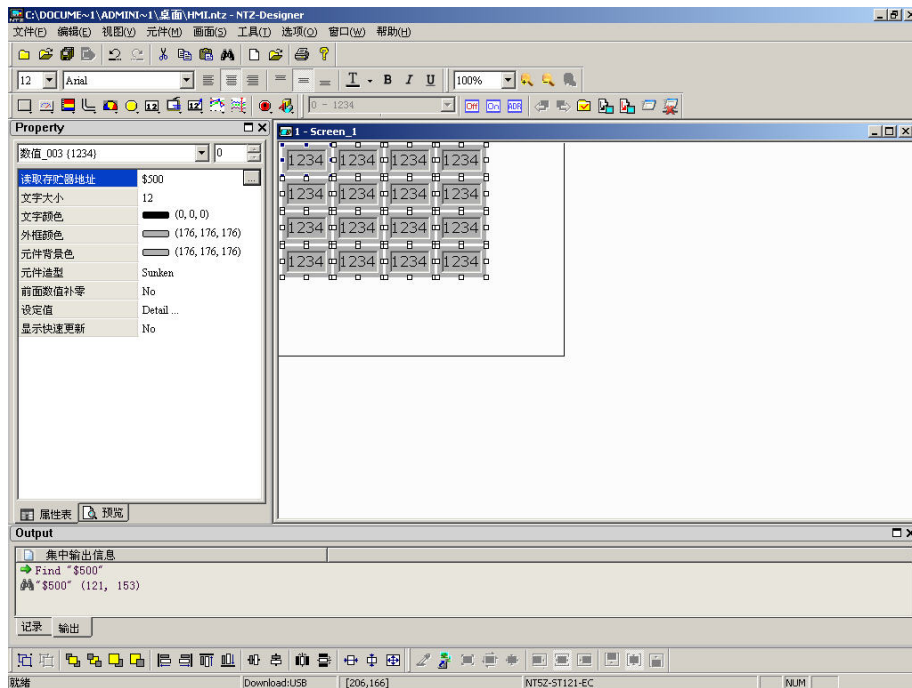 C:\DOCUME~1\ADMINI~1\桌面\HMI.ntz - NTZ-Designer
文件(F) 编辑(E) 视图(V) 元件(M) 画面(S) 工具(T) 选项(O) 窗口(W) 帮助(H)
12 Arial B I U 100%
0 - 1234 Off On ADR
Property
1 - Screen_1
数值_003 {1234} 0
读取存贮器地址 $500 ...
文字大小 12
文字颜色 (0, 0, 0)
外框颜色 (176, 176, 176)
元件背景色 (176, 176, 176)
元件造型 Sunken
前面数值补零 No
设定值 Detail ...
显示快速更新 No
1234 1234 1234 1234
1234 1234 1234 1234
1234 1234 1234 1234
1234 1234 1234 1234
属性表 预览
Output
集中输出信息
Find "$500"
"$500" (121, 153)
记录 输出
就绪 Download:USB [206,166] NT5Z-ST121-EC NUM